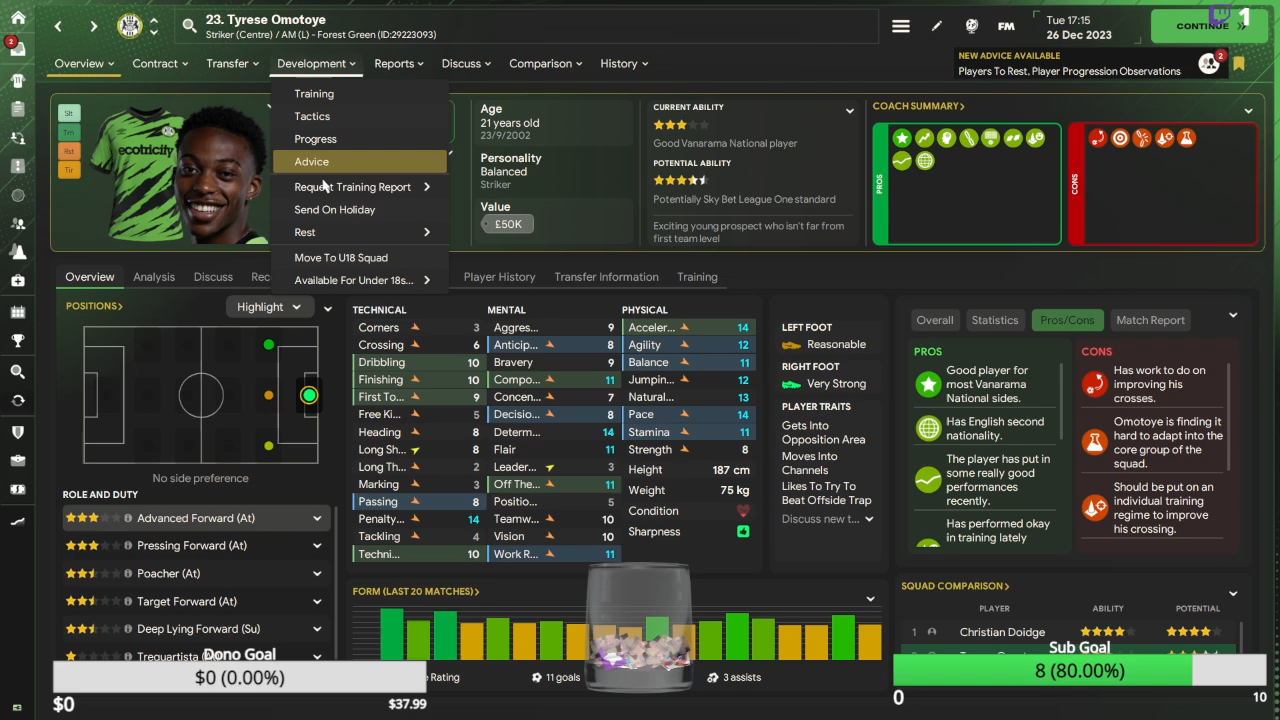 23. Tyrese Omotoye
Striker (Centre) / AM (L) - Forest Green (ID:29223093)
FM
Tue 17:15
26 Dec 2023
CONTINUE
1
2
Overview
Contract
Transfer
Development
Reports
Discuss
Comparison
History
NEW ADVICE AVAILABLE
Players To Rest, Player Progression Observations
2
Training
Tactics
Progress
Advice
Request Training Report
Send On Holiday
Rest
Move To U18 Squad
Available For Under 18s...
Slt
Trn
Rst
Tir
ecotricity
Age
21 years old
23/9/2002
Personality
Balanced
Striker
Value
£50K
CURRENT ABILITY
Good Vanarama National player
POTENTIAL ABILITY
Potentially Sky Bet League One standard
Exciting young prospect who isn't far from
first team level
COACH SUMMARY
PROS
CONS
Overview
Analysis
Discuss
Rec
Player History
Transfer Information
Training
POSITIONS
Highlight
No side preference
ROLE AND DUTY
Advanced Forward (At)
Pressing Forward (At)
Poacher (At)
Target Forward (At)
Deep Lying Forward (Su)
TECHNICAL
Corners 3
Crossing 6
Dribbling 10
Finishing 10
First To... 9
Free Ki... 5
Heading 8
Long Sh... 8
Long Th... 2
Marking 3
Passing 8
Penalty... 14
Tackling 4
Techni... 10
MENTAL
Aggres... 9
Anticip... 8
Bravery 9
Compo... 11
Concen... 7
Decisio... 8
Determ... 14
Flair 11
Leader... 3
Off The... 11
Positio... 5
Teamw... 10
Vision 10
Work R... 11
PHYSICAL
Acceler... 14
Agility 12
Balance 11
Jumpin... 12
Natural... 13
Pace 14
Stamina 11
Strength 8
Height 187 cm
Weight 75 kg
Condition
Sharpness
LEFT FOOT
Reasonable
RIGHT FOOT
Very Strong
PLAYER TRAITS
Gets Into
Opposition Area
Moves Into
Channels
Likes To Try To
Beat Offside Trap
Discuss new t...
Overall
Statistics
Pros/Cons
Match Report
PROS
Good player for
most Vanarama
National sides.
Has English second
nationality.
The player has put in
some really good
performances
recently.
Has performed okay
in training lately
CONS
Has work to do on
improving his
crosses.
Omotoye is finding it
hard to adapt into the
core group of the
squad.
Should be put on an
individual training
regime to improve
his crossing.
FORM (LAST 20 MATCHES)
Rating
11 goals
3 assists
SQUAD COMPARISON
PLAYER
ABILITY
POTENTIAL
1 Christian Doidge
Dono Goal
$0 (0.00%)
$0
$37.99
Sub Goal
8 (80.00%)
0
10